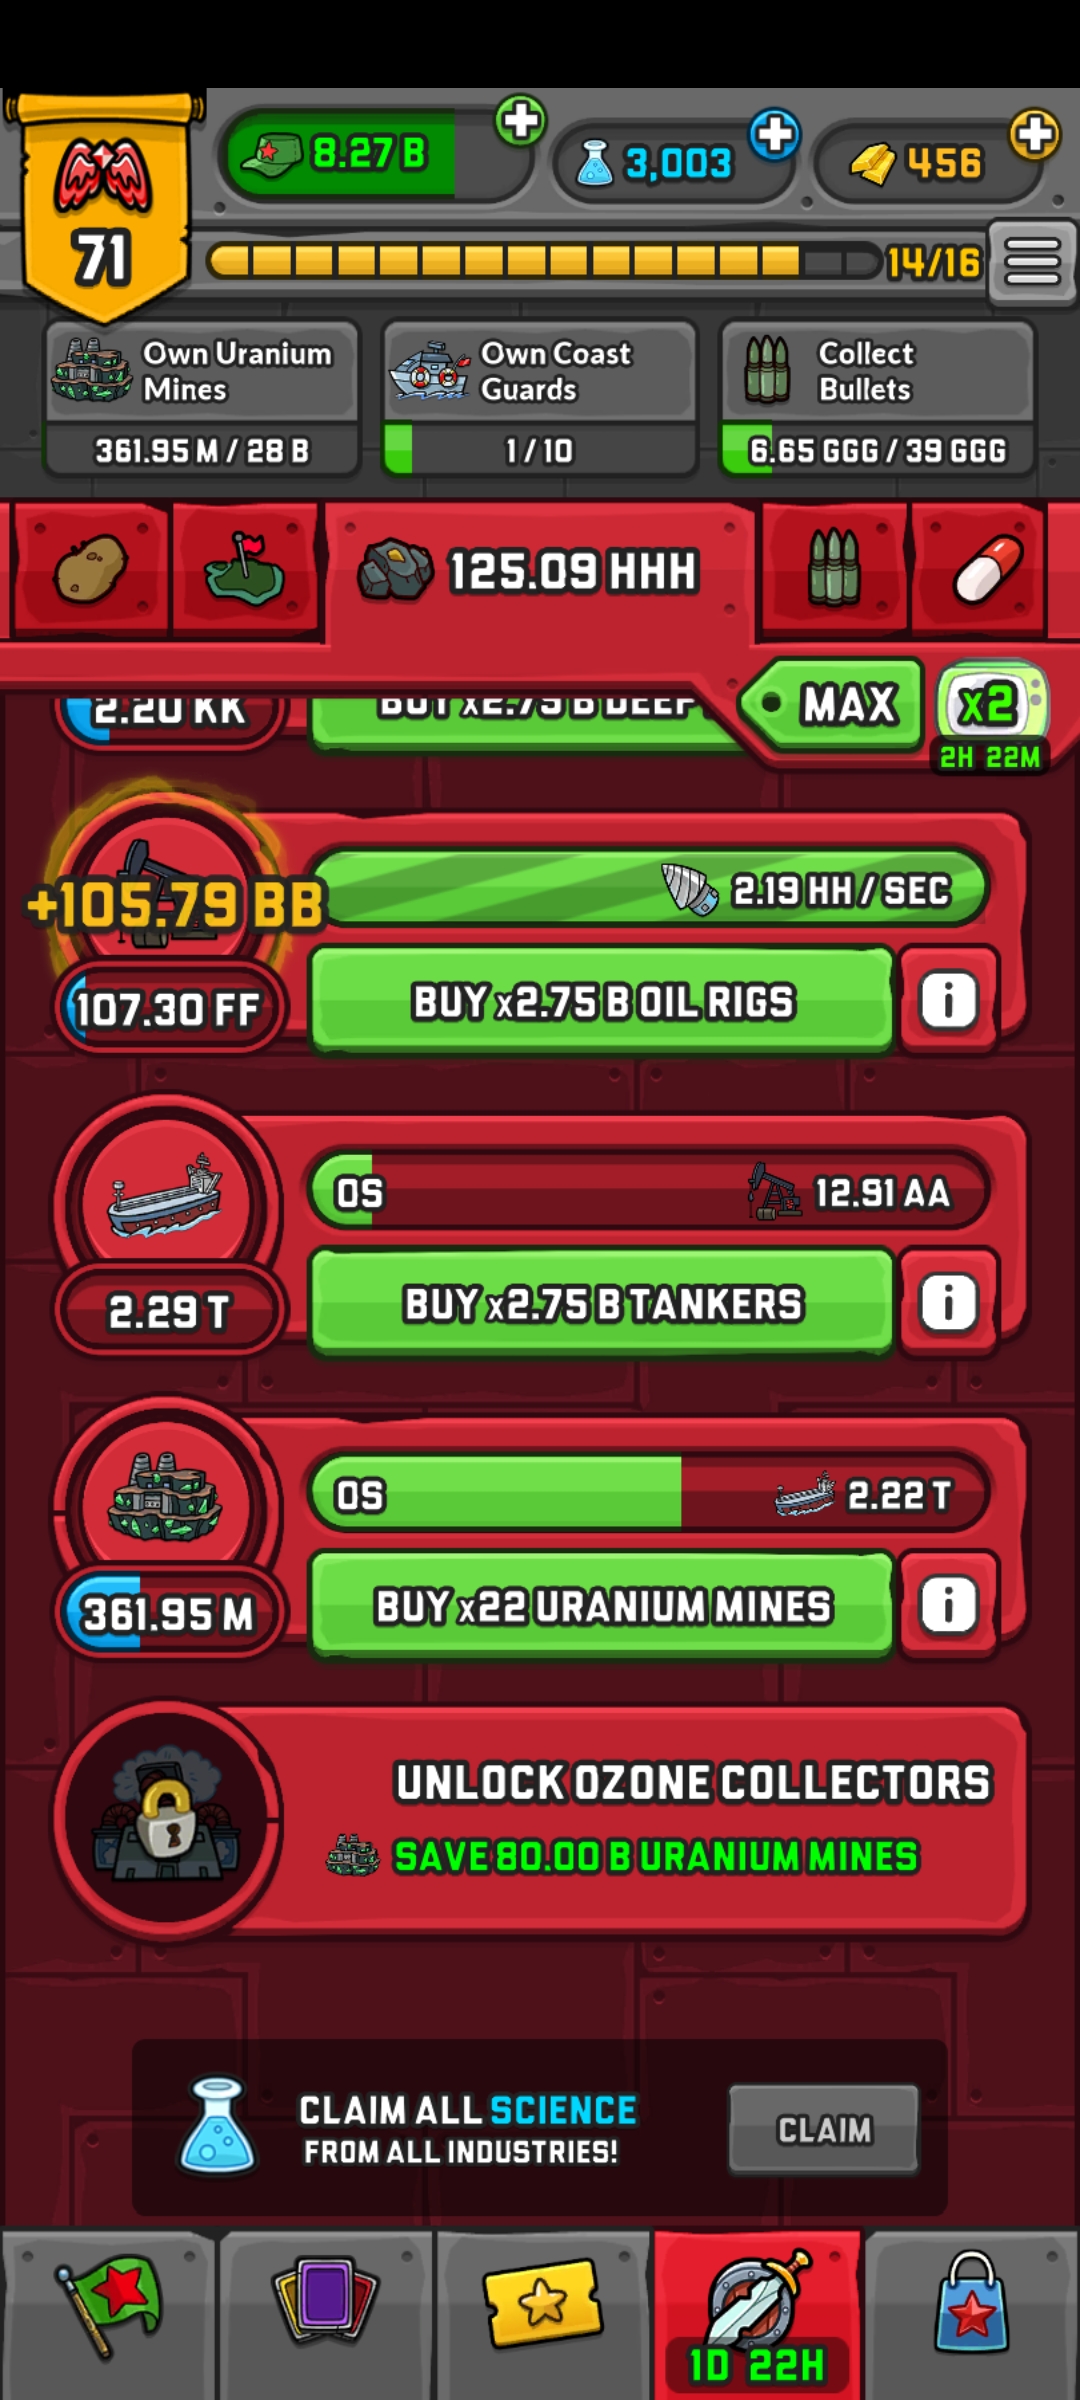 8.27 B
3,003
456
71
14/16
Own Uranium
Mines
361.95 M / 28 B
Own Coast
Guards
1 / 10
Collect
Bullets
6.65 GGG / 39 GGG
125.09 HHH
MAX
x2
2H 22M
2.20 KK
BUY x2.75 B DEEP
+105.79 BB
2.19 HH / SEC
107.30 FF
BUY x2.75 B OIL RIGS
i
0S
12.91 AA
2.29 T
BUY x2.75 B TANKERS
i
0S
2.22 T
361.95 M
BUY x22 URANIUM MINES
i
UNLOCK OZONE COLLECTORS
SAVE 80.00 B URANIUM MINES
CLAIM ALL SCIENCE
FROM ALL INDUSTRIES!
CLAIM
1D 22H